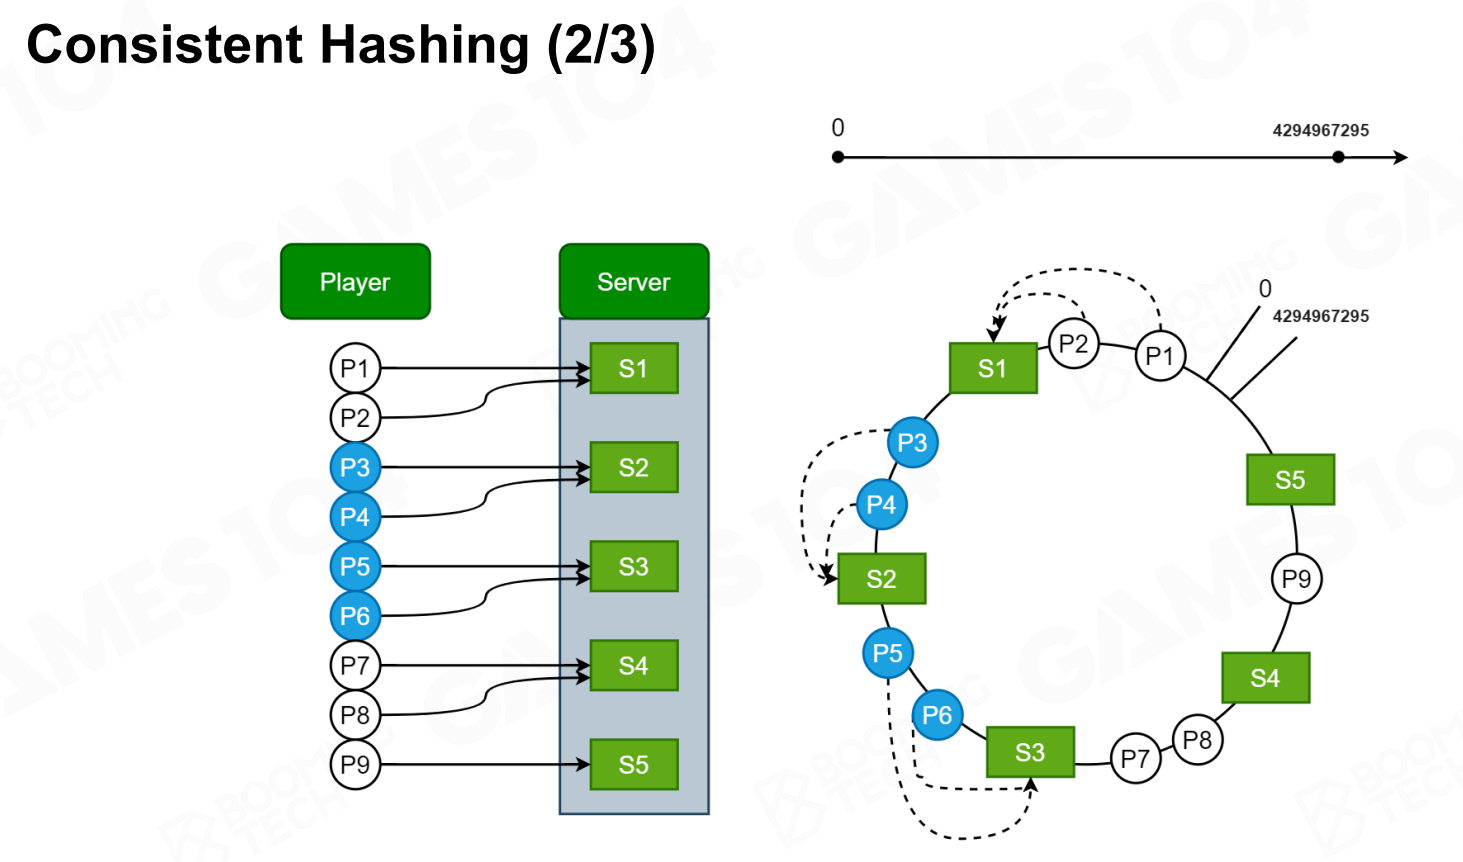 Consistent Hashing (2/3)
0
4294967295
Player
Server
P1
P2
P3
P4
P5
P6
P7
P8
P9
S1
S2
S3
S4
S5
0
4294967295
S1
P2
P1
P3
P4
S2
P5
P6
S3
P7
P8
S4
P9
S5
GAMES104
BOOMING
TECH